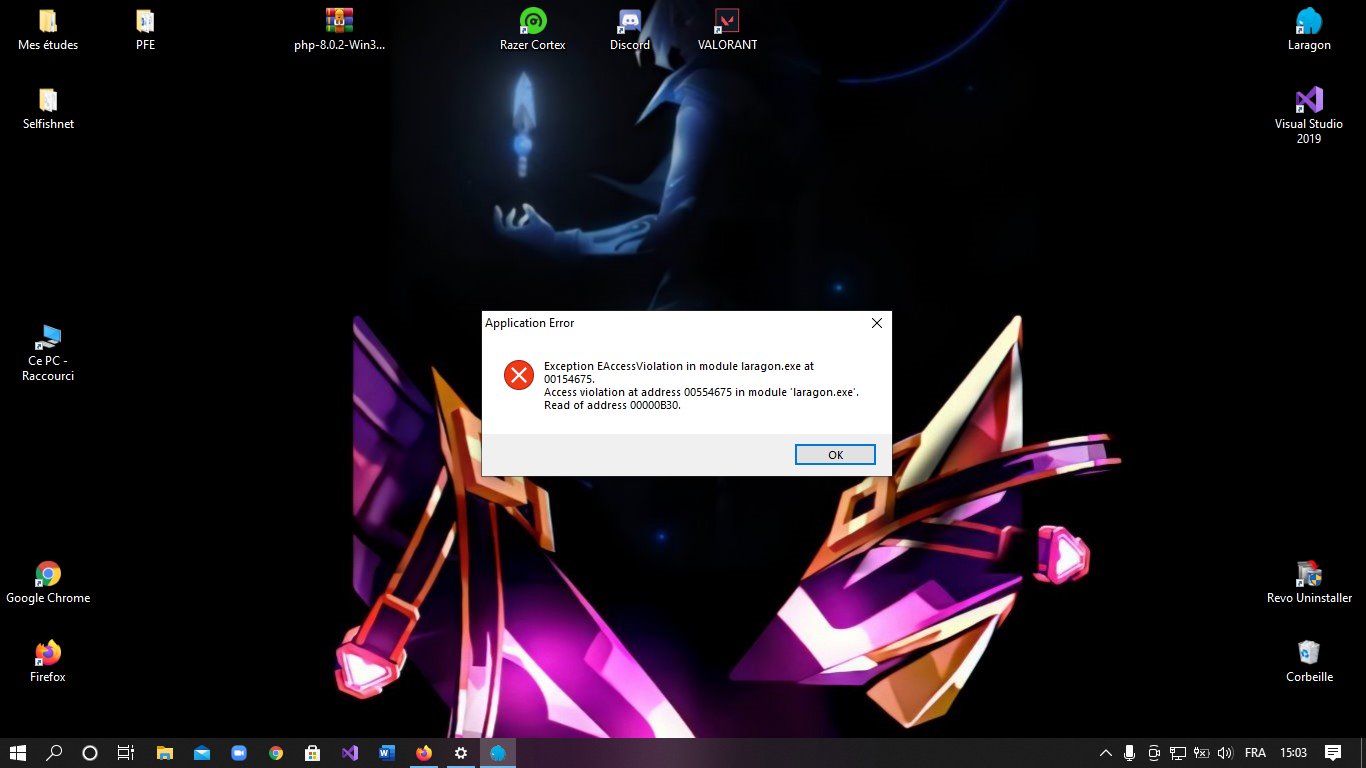 Mes études
PFE
php-8.0.2-Win3...
Razer Cortex
Discord
VALORANT
Laragon
Selfishnet
Visual Studio
2019
Application Error
Exception EAccessViolation in module laragon.exe at
00154675.
Access violation at address 00554675 in module 'laragon.exe'.
Read of address 00000B30.
OK
Ce PC -
Raccourci
Google Chrome
Revo Uninstaller
Firefox
Corbeille
FRA
15:03